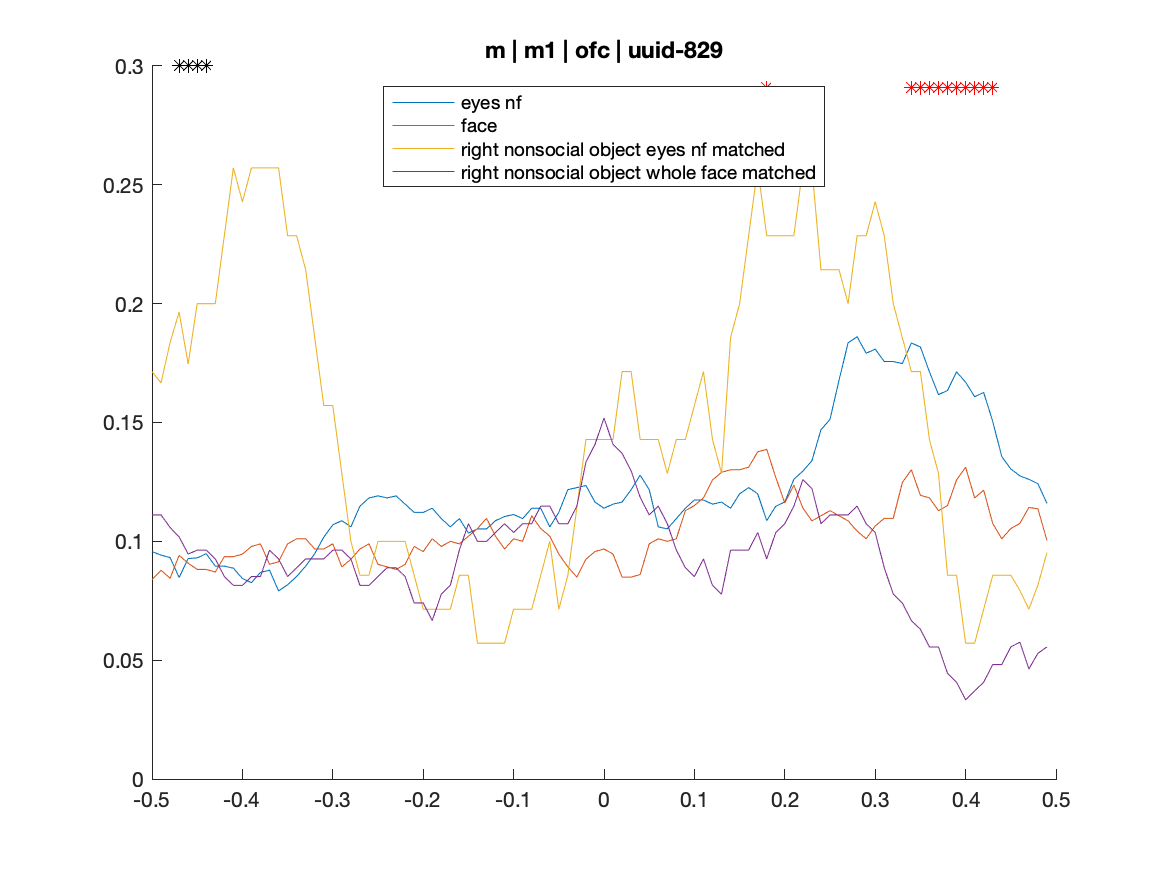 m | m1 | ofc | uuid-829
eyes nf
face
right nonsocial object eyes nf matched
right nonsocial object whole face matched
0.3
0.25
0.2
0.15
0.1
0.05
0
-0.5 -0.4 -0.3 -0.2 -0.1 0 0.1 0.2 0.3 0.4 0.5